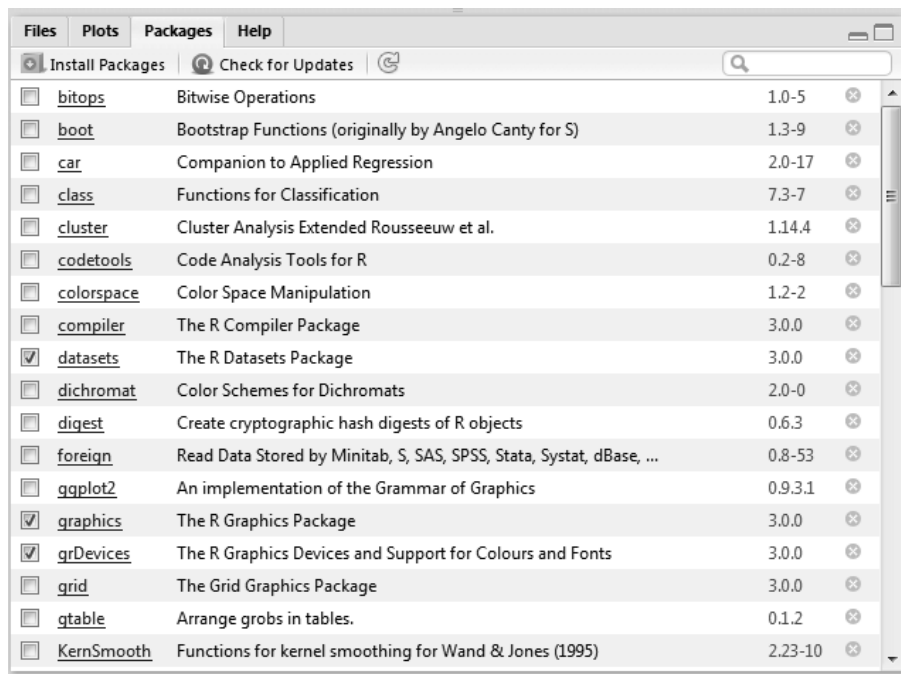 Files Plots Packages Help
Install Packages Check for Updates
bitops Bitwise Operations 1.0-5
boot Bootstrap Functions (originally by Angelo Canty for S) 1.3-9
car Companion to Applied Regression 2.0-17
class Functions for Classification 7.3-7
cluster Cluster Analysis Extended Rousseeuw et al. 1.14.4
codetools Code Analysis Tools for R 0.2-8
colorspace Color Space Manipulation 1.2-2
compiler The R Compiler Package 3.0.0
datasets The R Datasets Package 3.0.0
dichromat Color Schemes for Dichromats 2.0-0
digest Create cryptographic hash digests of R objects 0.6.3
foreign Read Data Stored by Minitab, S, SAS, SPSS, Stata, Systat, dBase, ... 0.8-53
ggplot2 An implementation of the Grammar of Graphics 0.9.3.1
graphics The R Graphics Package 3.0.0
grDevices The R Graphics Devices and Support for Colours and Fonts 3.0.0
grid The Grid Graphics Package 3.0.0
gtable Arrange grobs in tables. 0.1.2
KernSmooth Functions for kernel smoothing for Wand & Jones (1995) 2.23-10